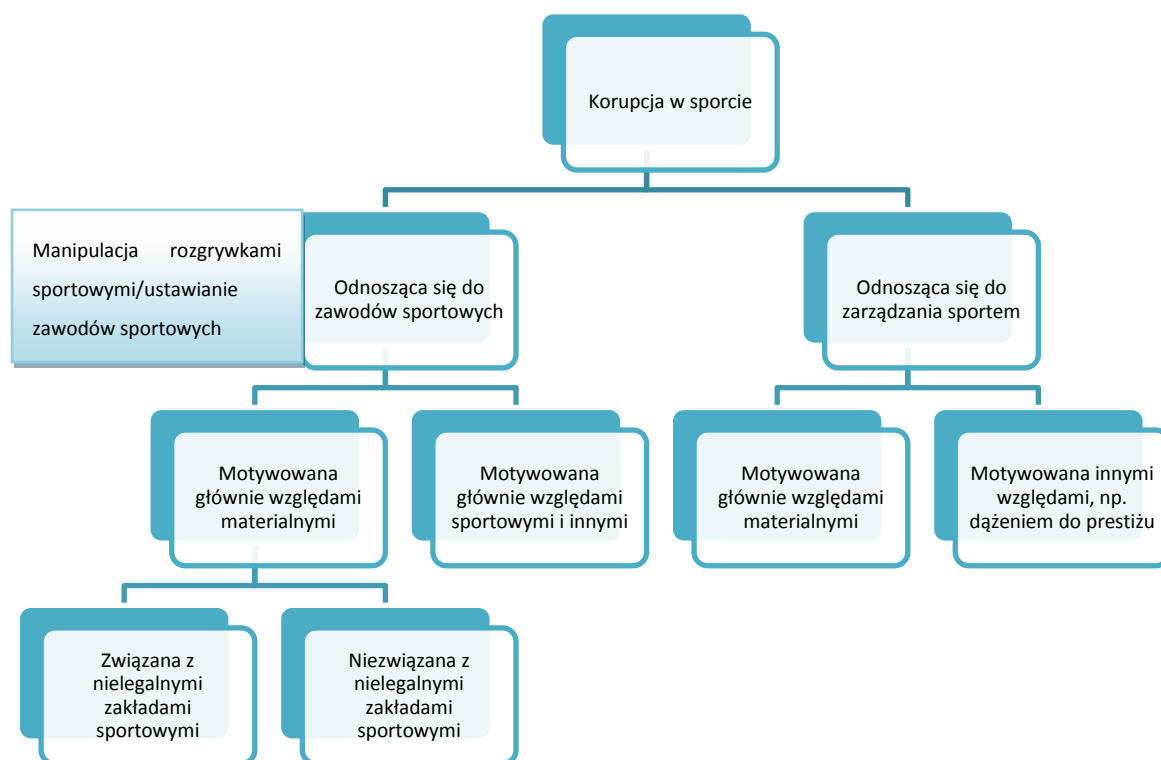 Korupcja w sporcie
Manipulacja rozgrywkami
sportowymi/ustawianie
zawodów sportowych
Odnosząca się do
zawodów sportowych
Odnosząca się do
zarządzania sportem
Motywowana
głównie względami
materialnymi
Motywowana
głównie względami
sportowymi i innymi
Motywowana
głównie względami
materialnymi
Motywowana innymi
względami, np.
dążeniem do prestiżu
Związana z
nielegalnymi
zakładami
sportowymi
Niezwiązana z
nielegalnymi
zakładami
sportowymi